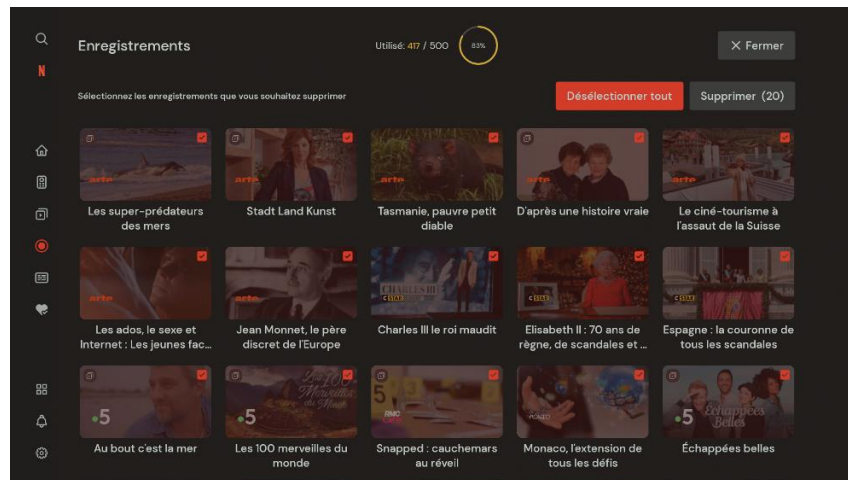 Enregistrements
Utilisé: 417 / 500
83%
Fermer
N
Sélectionnez les enregistrements que vous souhaitez supprimer
Désélectionner tout
Supprimer (20)
arte
arte
arte
arte
Les super-prédateurs
des mers
Stadt Land Kunst
Tasmanie, pauvre petit
diable
D'après une histoire vraie
Le ciné-tourisme à
l'assaut de la Suisse
arte
arte
CHARLES III
CSTAR
CSTAR
CSTAR
Les ados, le sexe et
Internet : Les jeunes fac...
Jean Monnet, le père
discret de l'Europe
Charles III le roi maudit
Elisabeth II : 70 ans de
règne, de scandales et ...
Espagne : la couronne de
tous les scandales
5
Les 100
Merveilles
du Monde
5
5
RMC
MONACO
5
Échappées
Belles
Au bout c'est la mer
Les 100 merveilles du
monde
Snapped : cauchemars
au réveil
Monaco, l'extension de
tous les défis
Échappées belles